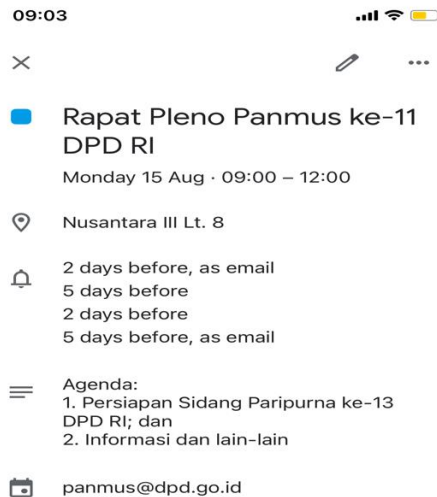 09:03
Rapat Pleno Panmus ke-11
DPD RI
Monday 15 Aug · 09:00 – 12:00
Nusantara III Lt. 8
2 days before, as email
5 days before
2 days before
5 days before, as email
Agenda:
1. Persiapan Sidang Paripurna ke-13
DPD RI; dan
2. Informasi dan lain-lain
panmus@dpd.go.id